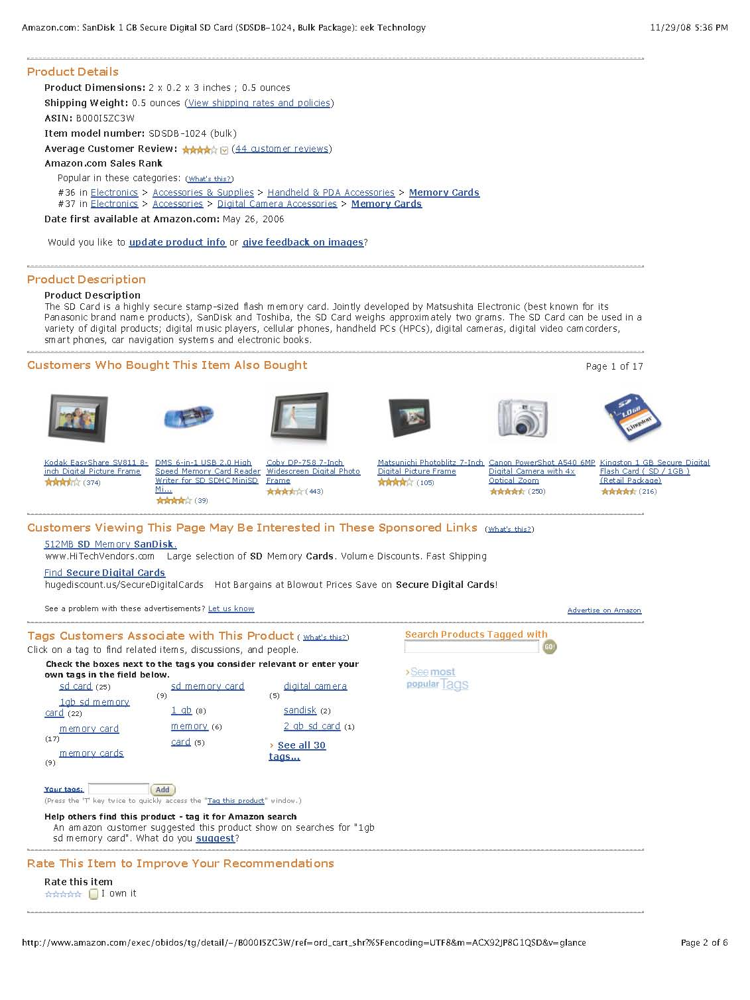 Amazon.com: SanDisk 1 GB Secure Digital SD Card (SDSDB-1024, Bulk Package): eek Technology 11/29/08 5:36 PM
Product Details
Product Dimensions: 2 x 0.2 x 3 inches ; 0.5 ounces
Shipping Weight: 0.5 ounces (View shipping rates and policies)
ASIN: B000I5ZC3W
Item model number: SDSDB-1024 (bulk)
Average Customer Review: (44 customer reviews)
Amazon.com Sales Rank
Popular in these categories: (What's this?)
#36 in Electronics > Accessories & Supplies > Handheld & PDA Accessories > Memory Cards
#37 in Electronics > Accessories > Digital Camera Accessories > Memory Cards
Date first available at Amazon.com: May 26, 2006
Would you like to update product info or give feedback on images?
Product Description
Product Description
The SD Card is a highly secure stamp-sized flash memory card. Jointly developed by Matsushita Electronic (best known for its
Panasonic brand name products), SanDisk and Toshiba, the SD Card weighs approximately two grams. The SD Card can be used in a
variety of digital products; digital music players, cellular phones, handheld PCs (HPCs), digital cameras, digital video camcorders,
smart phones, car navigation systems and electronic books.
Customers Who Bought This Item Also Bought Page 1 of 17
SD
1.0GB
Kingston
Kodak EasyShare SV811 8-
inch Digital Picture Frame
(374)
DMS 6-in-1 USB 2.0 High
Speed Memory Card Reader
Writer for SD SDHC MiniSD
Mi...
(39)
Coby DP-758 7-Inch
Widescreen Digital Photo
Frame
(443)
Matsunichi Photoblitz 7-Inch
Digital Picture Frame
(105)
Canon PowerShot A540 6MP
Digital Camera with 4x
Optical Zoom
(250)
Kingston 1 GB Secure Digital
Flash Card ( SD / 1GB )
(Retail Package)
(216)
Customers Viewing This Page May Be Interested in These Sponsored Links (What's this?)
512MB SD Memory SanDisk.
www.HiTechVendors.com Large selection of SD Memory Cards. Volume Discounts. Fast Shipping
Find Secure Digital Cards
hugediscount.us/SecureDigitalCards Hot Bargains at Blowout Prices Save on Secure Digital Cards!
See a problem with these advertisements? Let us know Advertise on Amazon
Tags Customers Associate with This Product ( What's this?)
Click on a tag to find related items, discussions, and people.
Check the boxes next to the tags you consider relevant or enter your
own tags in the field below.
sd card (25)
1gb sd memory
card (22)
memory card
(17)
memory cards
(9)
sd memory card
(9)
1 gb (8)
memory (6)
card (5)
digital camera
(5)
sandisk (2)
2 gb sd card (1)
› See all 30
tags...
Search Products Tagged with
GO!
›See most
popular Tags
Your tags: Add
(Press the 'T' key twice to quickly access the "Tag this product" window.)
Help others find this product - tag it for Amazon search
An amazon customer suggested this product show on searches for "1gb
sd memory card". What do you suggest?
Rate This Item to Improve Your Recommendations
Rate this item
I own it
http://www.amazon.com/exec/obidos/tg/detail/-/B000I5ZC3W/ref=ord_cart_shr?%5Fencoding=UTF8&m=ACX92JP8G1QSD&v=glance Page 2 of 6